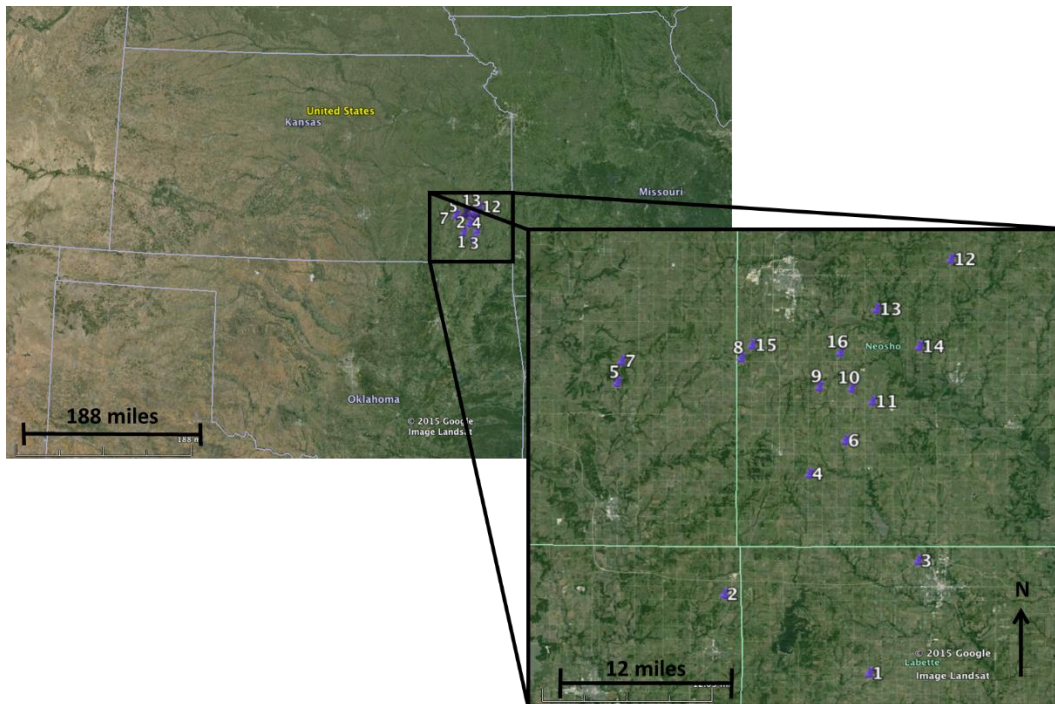 United States
Kansas
Missouri
13
5
12
7
2
4
1
3
Oklahoma
188 miles
© 2015 Google
Image Landsat
12
13
16
Neosho
14
8
15
7
5
9
10
11
6
4
3
2
N
© 2015 Google
Labette
1
Image Landsat
12 miles